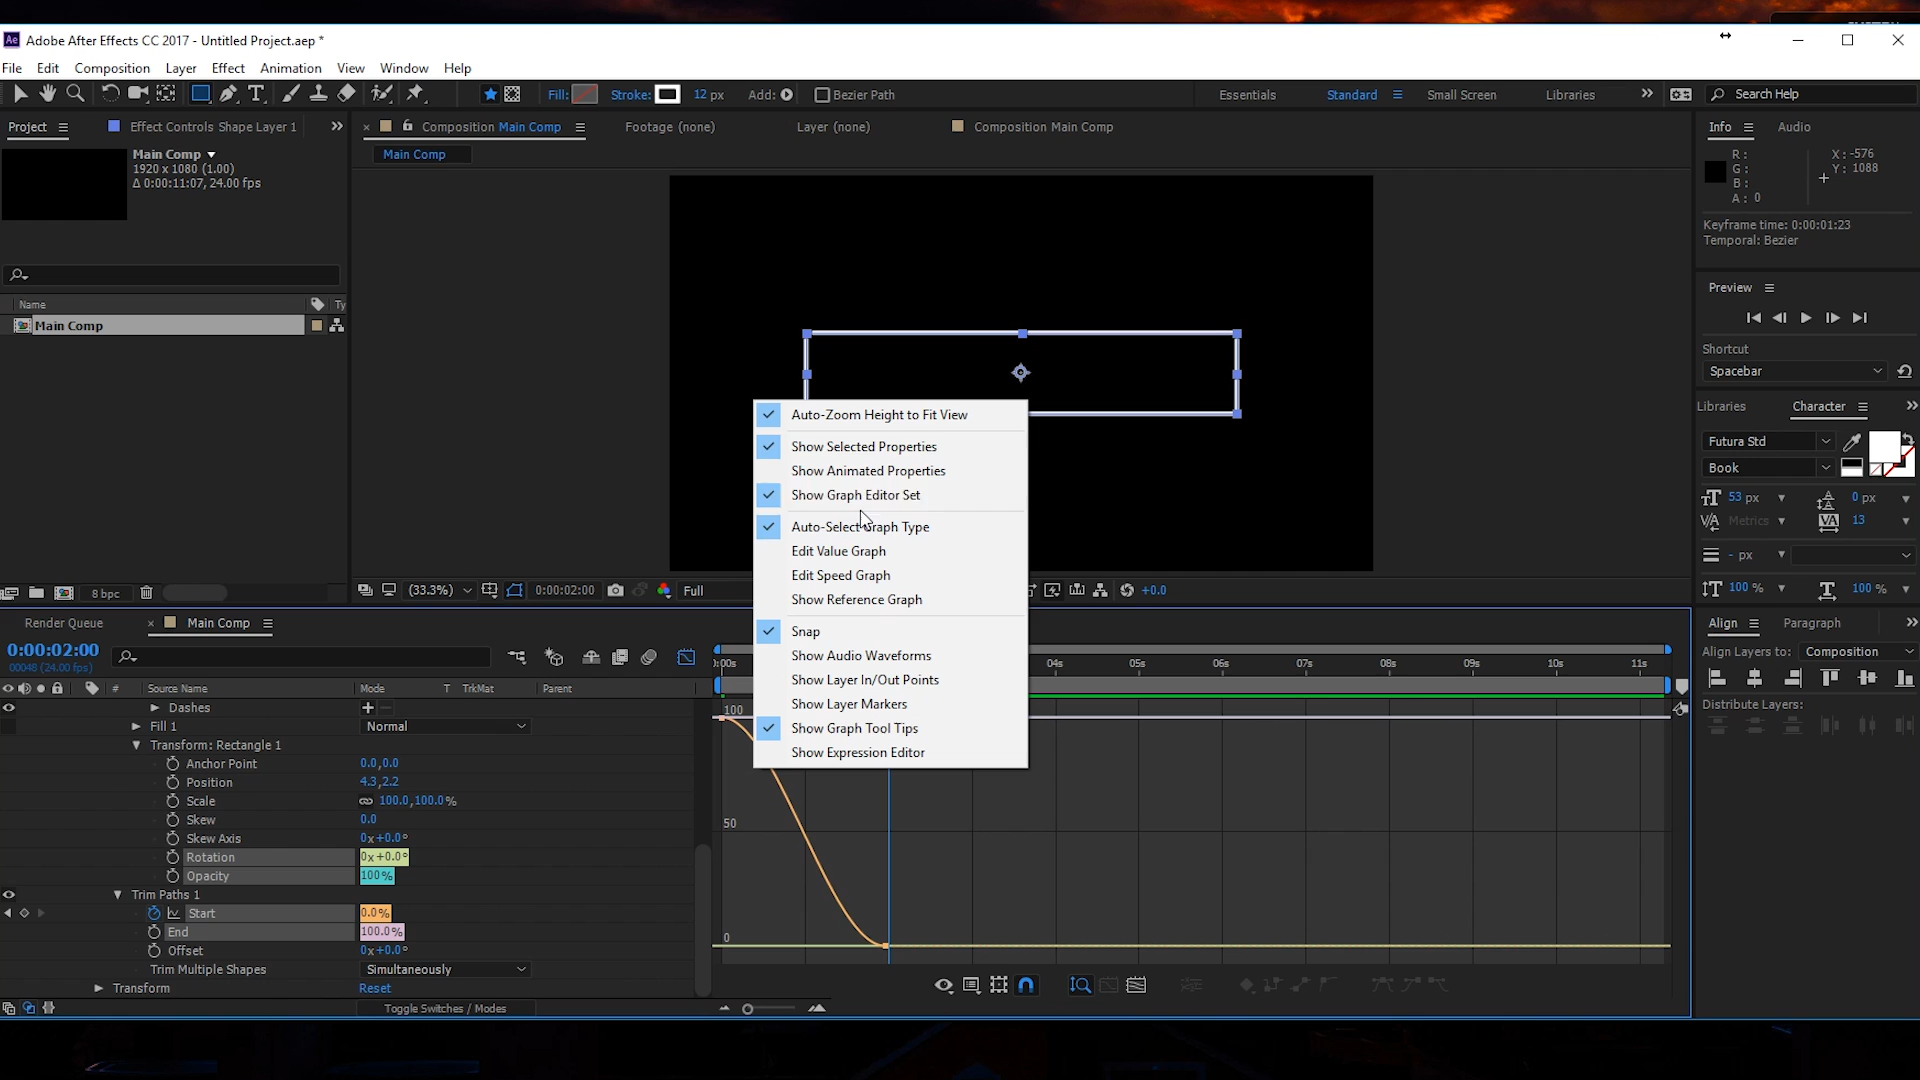 Adobe After Effects CC 2017 - Untitled Project.aep *
File Edit Composition Layer Effect Animation View Window Help
Fill: Stroke: 12 px Add: Bezier Path Essentials Standard Small Screen Libraries Search Help
Project Effect Controls Shape Layer 1 Composition Main Comp Footage (none) Layer (none) Composition Main Comp Info Audio
Main Comp
1920 x 1080 (1.00)
Δ 0:00:11:07, 24.00 fps
Main Comp
R:
G:
B:
A: 0
X: -576
Y: 1088
Keyframe time: 0:00:01:23
Temporal: Bezier
Name Ty
Main Comp
Preview
Shortcut
Spacebar
Libraries Character
Futura Std
Book
53 px 0 px
Metrics 13
- px
100 % 100 %
Auto-Zoom Height to Fit View
Show Selected Properties
Show Animated Properties
Show Graph Editor Set
Auto-Select Graph Type
Edit Value Graph
Edit Speed Graph
Show Reference Graph
Snap
Show Audio Waveforms
Show Layer In/Out Points
Show Layer Markers
Show Graph Tool Tips
Show Expression Editor
8 bpc (33.3%) 0:00:02:00 Full +0.0
Render Queue Main Comp
0:00:02:00
00048 (24.00 fps)
# Source Name Mode T TrkMat Parent
Dashes
Fill 1 Normal
Transform: Rectangle 1
Anchor Point 0.0,0.0
Position 4.3,2.2
Scale 100.0,100.0%
Skew 0.0
Skew Axis 0x+0.0°
Rotation 0x+0.0°
Opacity 100%
Trim Paths 1
Start 0.0%
End 100.0%
Offset 0x+0.0°
Trim Multiple Shapes Simultaneously
Transform Reset
Toggle Switches / Modes
:00s 04s 05s 06s 07s 08s 09s 10s 11s
100
50
0
Align Paragraph
Align Layers to: Composition
Distribute Layers: